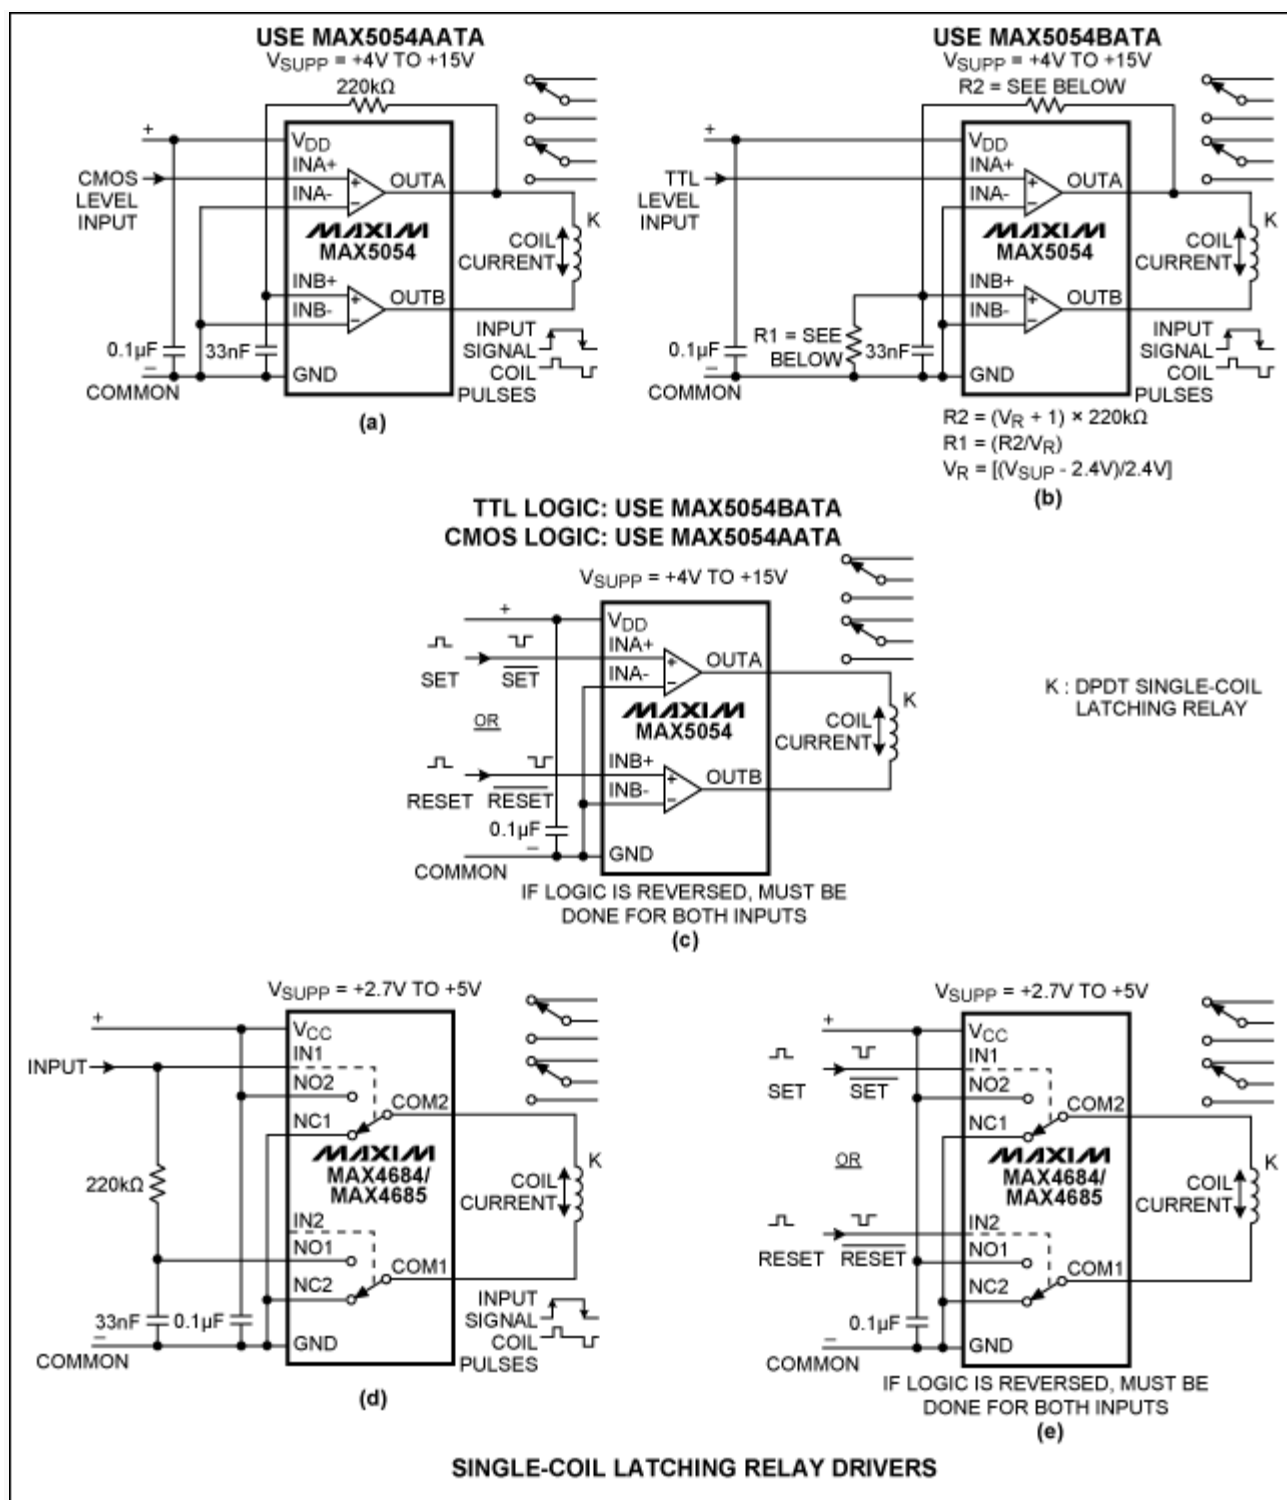 USE MAX5054AATA
VSUPP = +4V TO +15V
220kΩ
+
VDD
INA+
CMOS
LEVEL
INPUT
INA-
OUTA
MAXIM
MAX5054
K
COIL
CURRENT
INB+
INB-
OUTB
0.1µF
33nF
INPUT
SIGNAL
COIL
PULSES
–
COMMON
GND
(a)
USE MAX5054BATA
VSUPP = +4V TO +15V
R2 = SEE BELOW
+
VDD
INA+
TTL
LEVEL
INPUT
INA-
OUTA
MAXIM
MAX5054
K
COIL
CURRENT
INB+
INB-
OUTB
R1 = SEE
BELOW
0.1µF
33nF
INPUT
SIGNAL
COIL
PULSES
–
COMMON
GND
R2 = (VR + 1) × 220kΩ
R1 = (R2/VR)
VR = [(VSUP - 2.4V)/2.4V]
(b)
TTL LOGIC: USE MAX5054BATA
CMOS LOGIC: USE MAX5054AATA
VSUPP = +4V TO +15V
+
VDD
INA+
SET
SET
INA-
OUTA
OR
MAXIM
MAX5054
K
COIL
CURRENT
INB+
RESET
RESET
INB-
OUTB
0.1µF
–
COMMON
GND
IF LOGIC IS REVERSED, MUST BE
DONE FOR BOTH INPUTS
(c)
K : DPDT SINGLE-COIL
LATCHING RELAY
VSUPP = +2.7V TO +5V
+
VCC
INPUT
IN1
NO2
COM2
NC1
MAXIM
MAX4684/
MAX4685
K
COIL
CURRENT
220kΩ
IN2
NO1
COM1
NC2
33nF
0.1µF
INPUT
SIGNAL
COIL
PULSES
–
COMMON
GND
(d)
VSUPP = +2.7V TO +5V
+
VCC
IN1
SET
SET
NO2
COM2
NC1
OR
MAXIM
MAX4684/
MAX4685
K
COIL
CURRENT
IN2
RESET
RESET
NO1
COM1
NC2
0.1µF
–
COMMON
GND
IF LOGIC IS REVERSED, MUST BE
DONE FOR BOTH INPUTS
(e)
SINGLE-COIL LATCHING RELAY DRIVERS